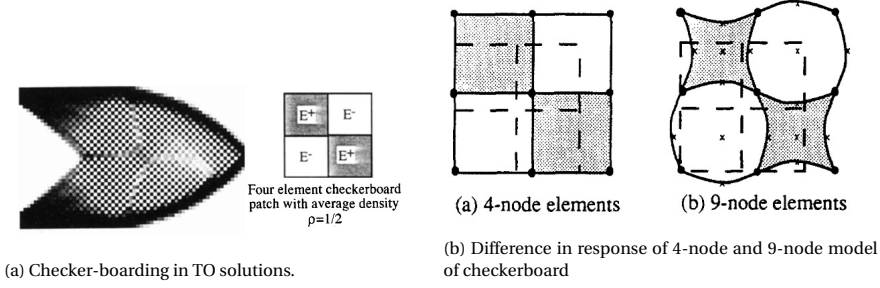 E+
E-
E-
E+
Four element checkerboard
patch with average density
ρ=1/2
(a) Checker-boarding in TO solutions.
(a) 4-node elements
(b) 9-node elements
(b) Difference in response of 4-node and 9-node model
of checkerboard